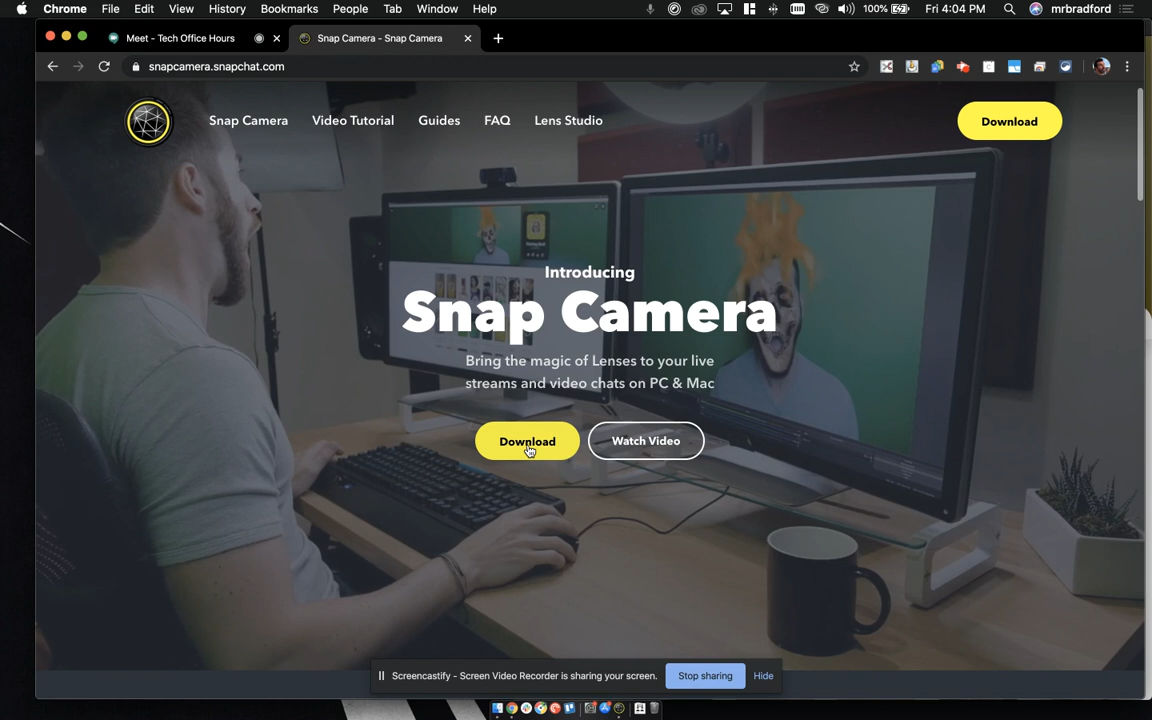 Chrome File Edit View History Bookmarks People Tab Window Help 100% Fri 4:04 PM mrbradford
Meet - Tech Office Hours Snap Camera - Snap Camera
snapcamera.snapchat.com
Snap Camera Video Tutorial Guides FAQ Lens Studio Download
Introducing
Snap Camera
Bring the magic of Lenses to your live
streams and video chats on PC & Mac
Download Watch Video
Screencastify - Screen Video Recorder is sharing your screen. Stop sharing Hide